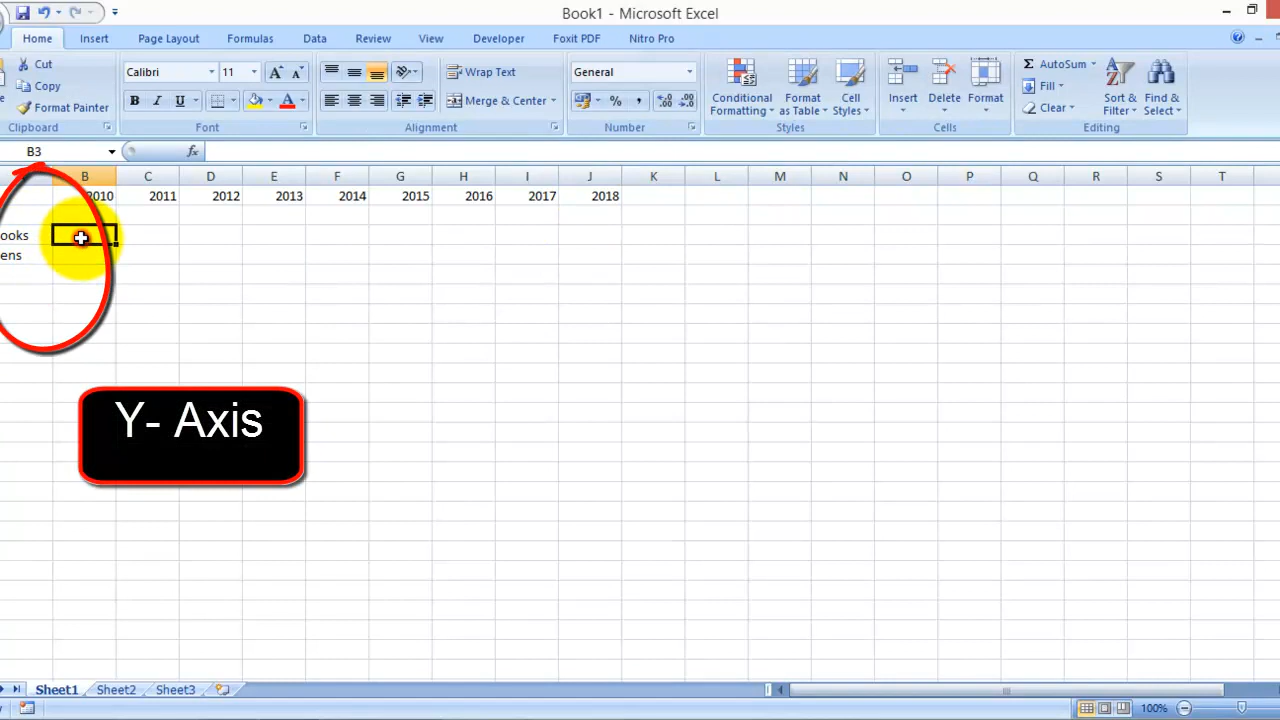 Book1 - Microsoft Excel
Home Insert Page Layout Formulas Data Review View Developer Foxit PDF Nitro Pro
Cut
Copy
Format Painter
Clipboard
Calibri 11
B I U
Font
Wrap Text
Merge & Center
Alignment
General
%
Number
Conditional Formatting
Format as Table
Cell Styles
Styles
Insert Delete Format
Cells
AutoSum
Fill
Clear
Sort & Filter
Find & Select
Editing
B3 fx
B C D E F G H I J K L M N O P Q R S T
2010 2011 2012 2013 2014 2015 2016 2017 2018
ooks
ens
Y- Axis
Sheet1 Sheet2 Sheet3
100%